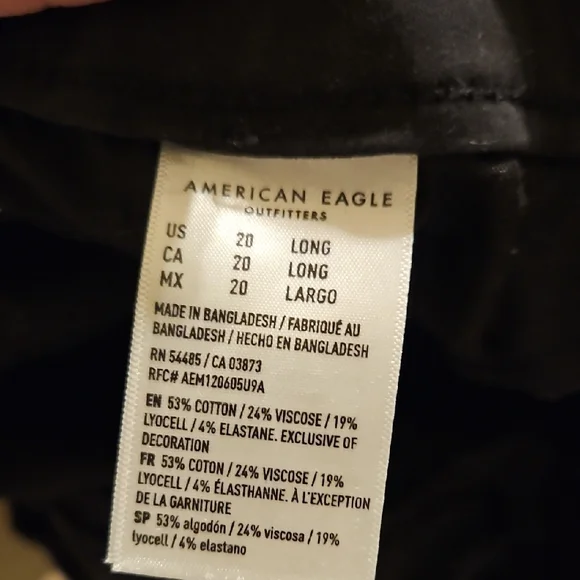 AMERICAN EAGLE
OUTFITTERS
US 20 LONG
CA 20 LONG
MX 20 LARGO
MADE IN BANGLADESH / FABRIQUÉ AU
BANGLADESH / HECHO EN BANGLADESH
RN 54485 / CA 03873
RFC# AEM120605U9A
EN 53% COTTON / 24% VISCOSE / 19%
LYOCELL / 4% ELASTANE. EXCLUSIVE OF
DECORATION
FR 53% COTON / 24% VISCOSE / 19%
LYOCELL / 4% ÉLASTHANNE. À L'EXCEPTION
DE LA GARNITURE
SP 53% algodón / 24% viscosa / 19%
lyocell / 4% elastano